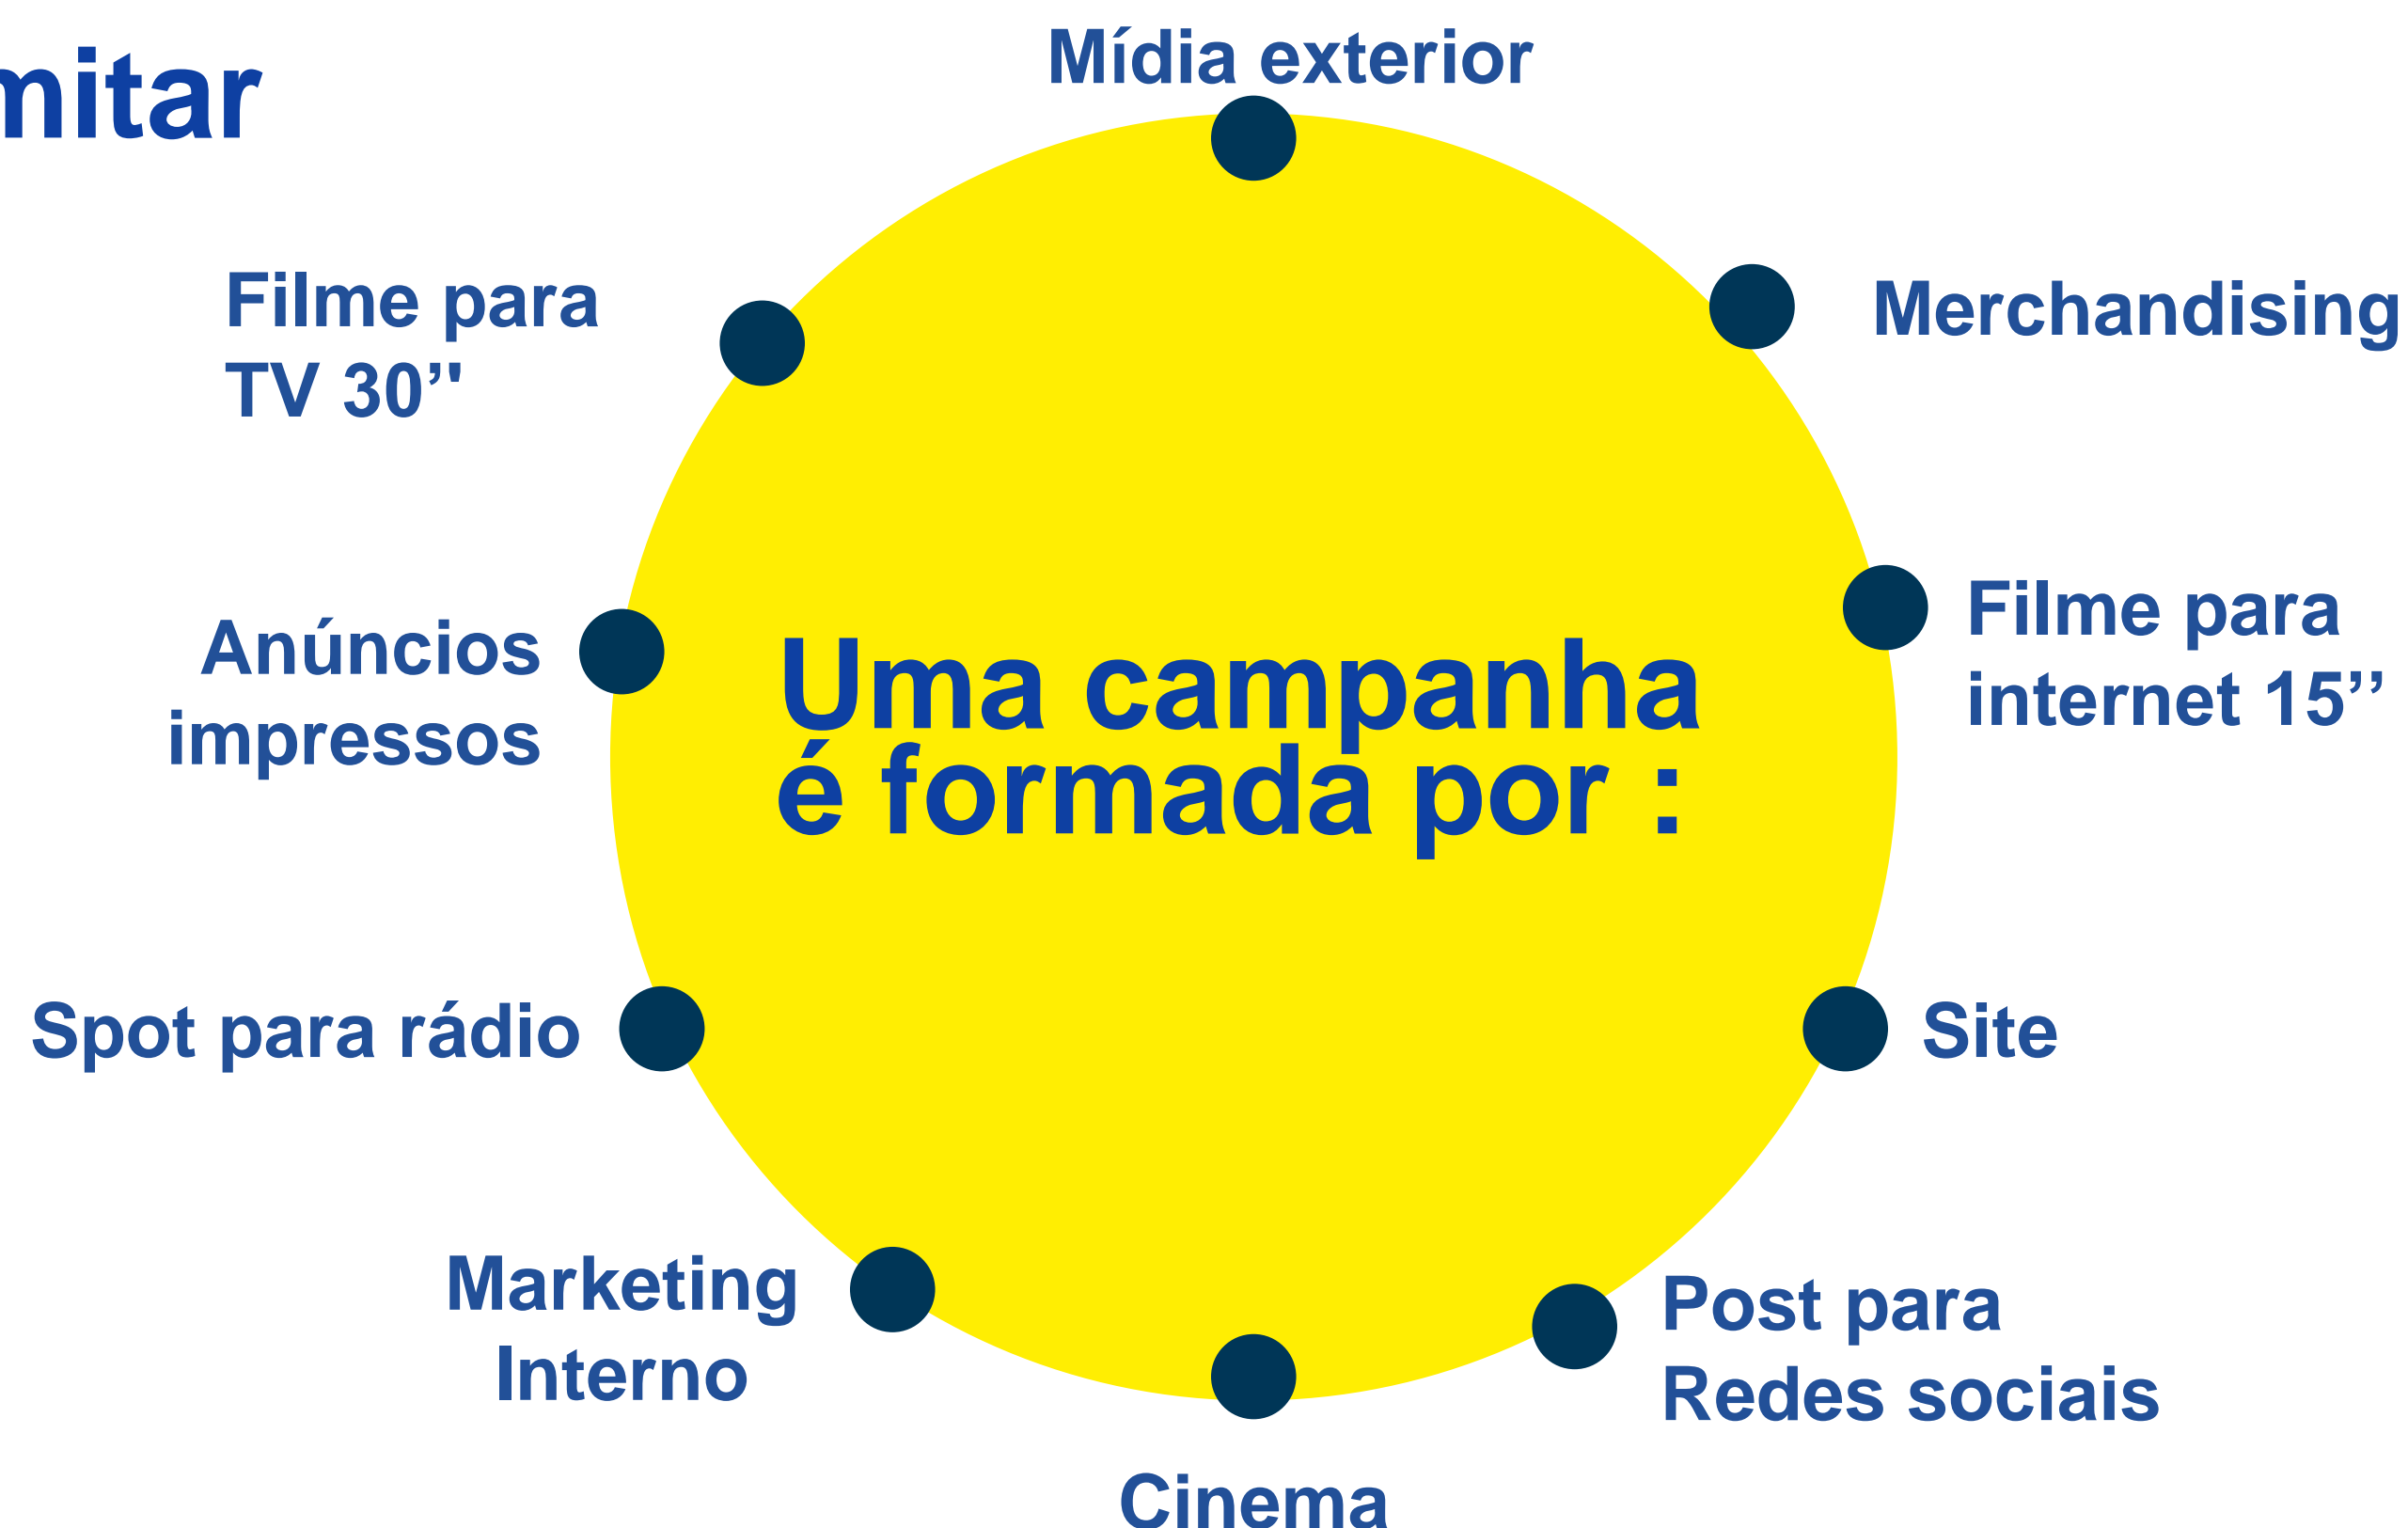 mitar
Mídia exterior
Merchandising
Filme para
internet 15’’
Site
Post para
Redes sociais
Cinema
Marketing
Interno
Spot para rádio
Anúncios
impressos
Filme para
TV 30’'
Uma campanha
é formada por :